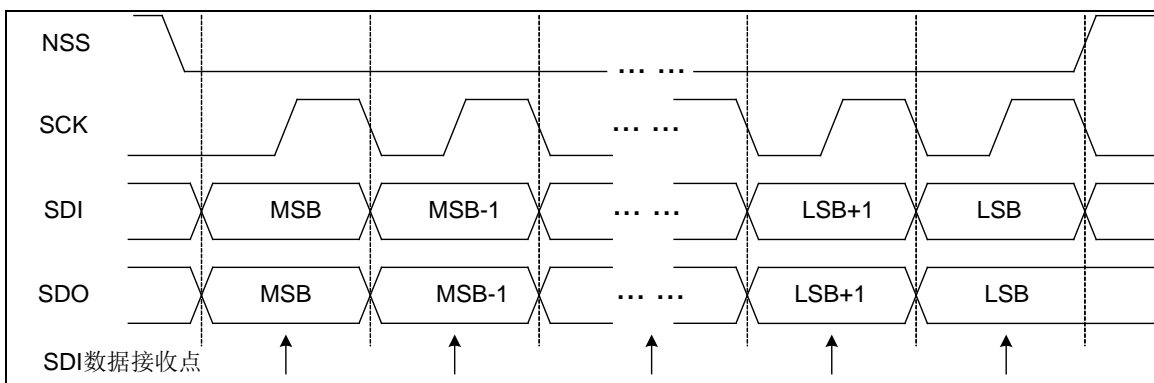 NSS
... ...
SCK
... ...
SDI MSB MSB-1 ... ... LSB+1 LSB
SDO MSB MSB-1 ... ... LSB+1 LSB
SDI数据接收点